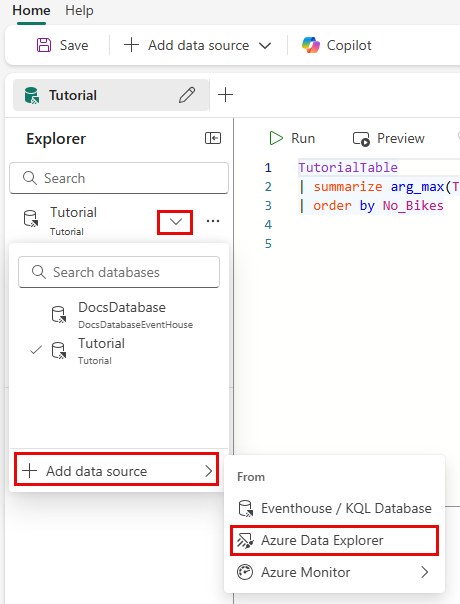 Home Help
Save Add data source Copilot
Tutorial
Explorer
Search
Tutorial
Tutorial
Search databases
DocsDatabase
DocsDatabaseEventHouse
Tutorial
Tutorial
Add data source
Run Preview
1 TutorialTable
2 | summarize arg_max(T
3 | order by No_Bikes
4
5
From
Eventhouse / KQL Database
Azure Data Explorer
Azure Monitor